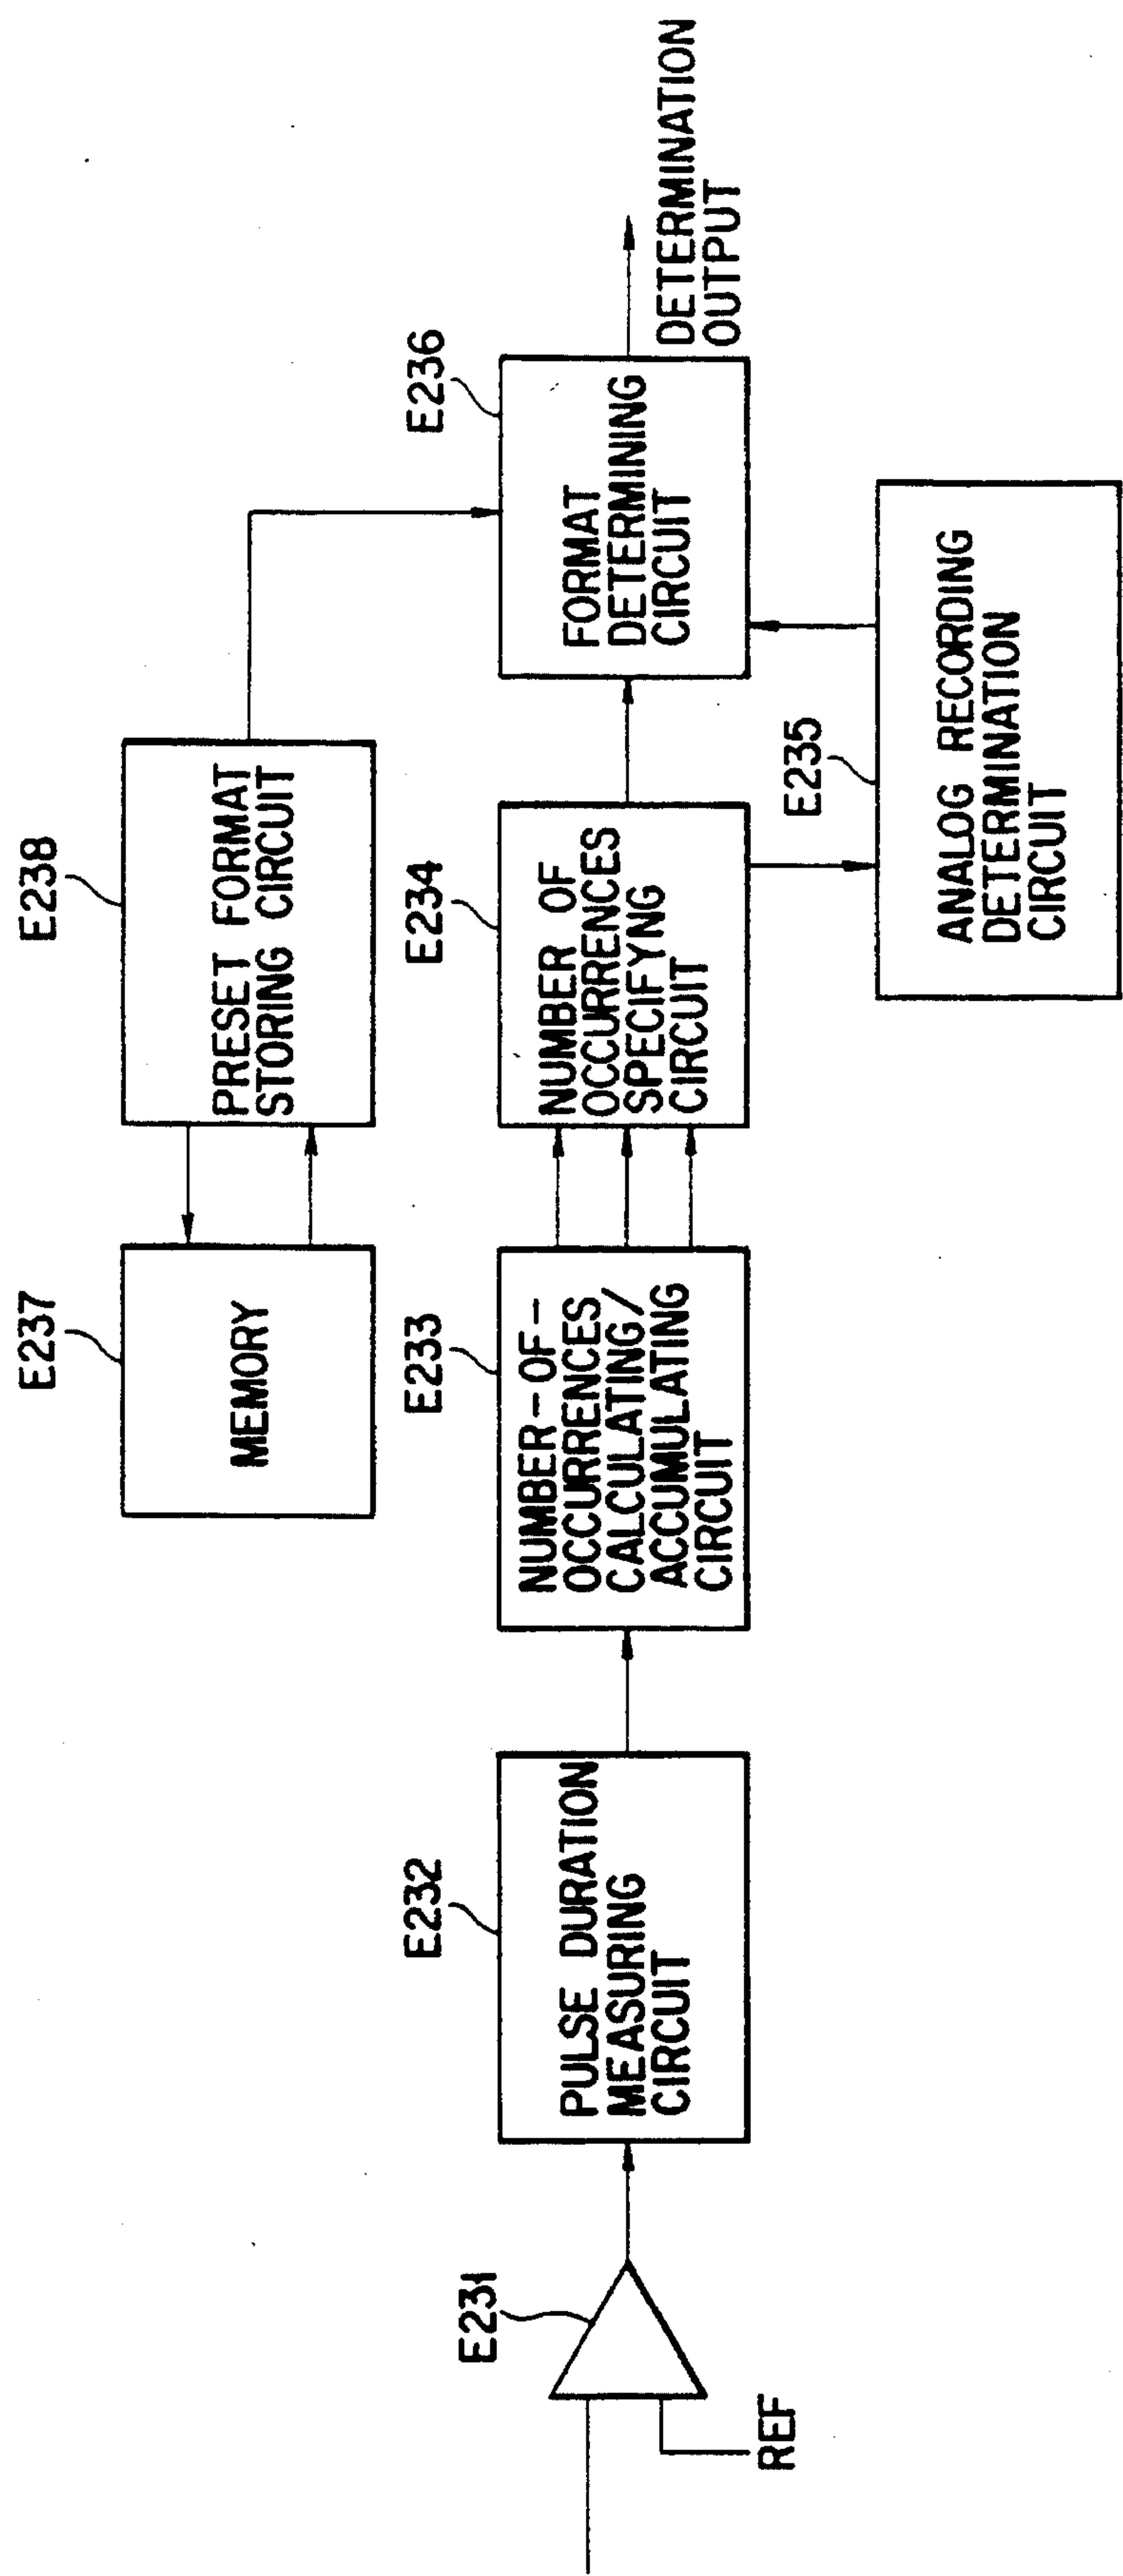 E237
MEMORY
E238
PRESET FORMAT
STORING CIRCUIT
E231
REF
E232
PULSE DURATION
MEASURING
CIRCUIT
E233
NUMBER-OF-
OCCURRENCES
CALCULATING/
ACCUMULATING
CIRCUIT
E234
NUMBER OF
OCCURRENCES
SPECIFYNG
CIRCUIT
E236
FORMAT
DETERMINING
CIRCUIT
DETERMINATION
OUTPUT
E235
ANALOG RECORDING
DETERMINATION
CIRCUIT